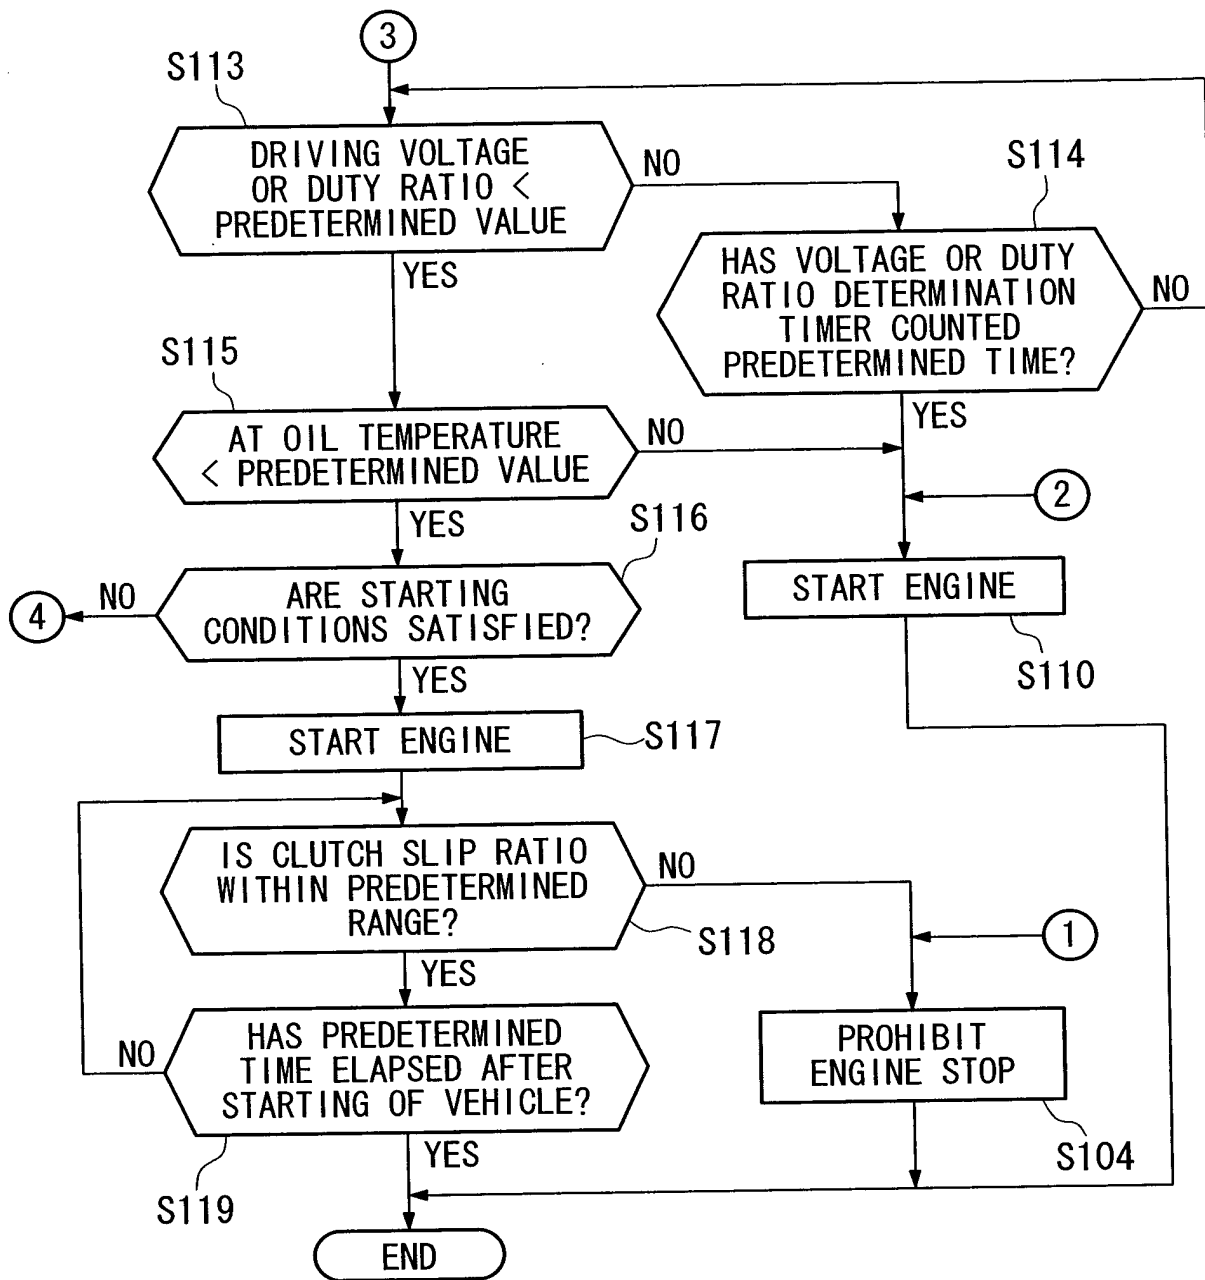 3
S113
DRIVING VOLTAGE
OR DUTY RATIO <
PREDETERMINED VALUE
NO
YES
S114
HAS VOLTAGE OR DUTY
RATIO DETERMINATION
TIMER COUNTED
PREDETERMINED TIME?
NO
YES
S115
AT OIL TEMPERATURE
< PREDETERMINED VALUE
NO
YES
2
S116
ARE STARTING
CONDITIONS SATISFIED?
NO
4
YES
START ENGINE
S110
START ENGINE
S117
IS CLUTCH SLIP RATIO
WITHIN PREDETERMINED
RANGE?
NO
S118
YES
1
HAS PREDETERMINED
TIME ELAPSED AFTER
STARTING OF VEHICLE?
NO
YES
S119
PROHIBIT
ENGINE STOP
S104
END